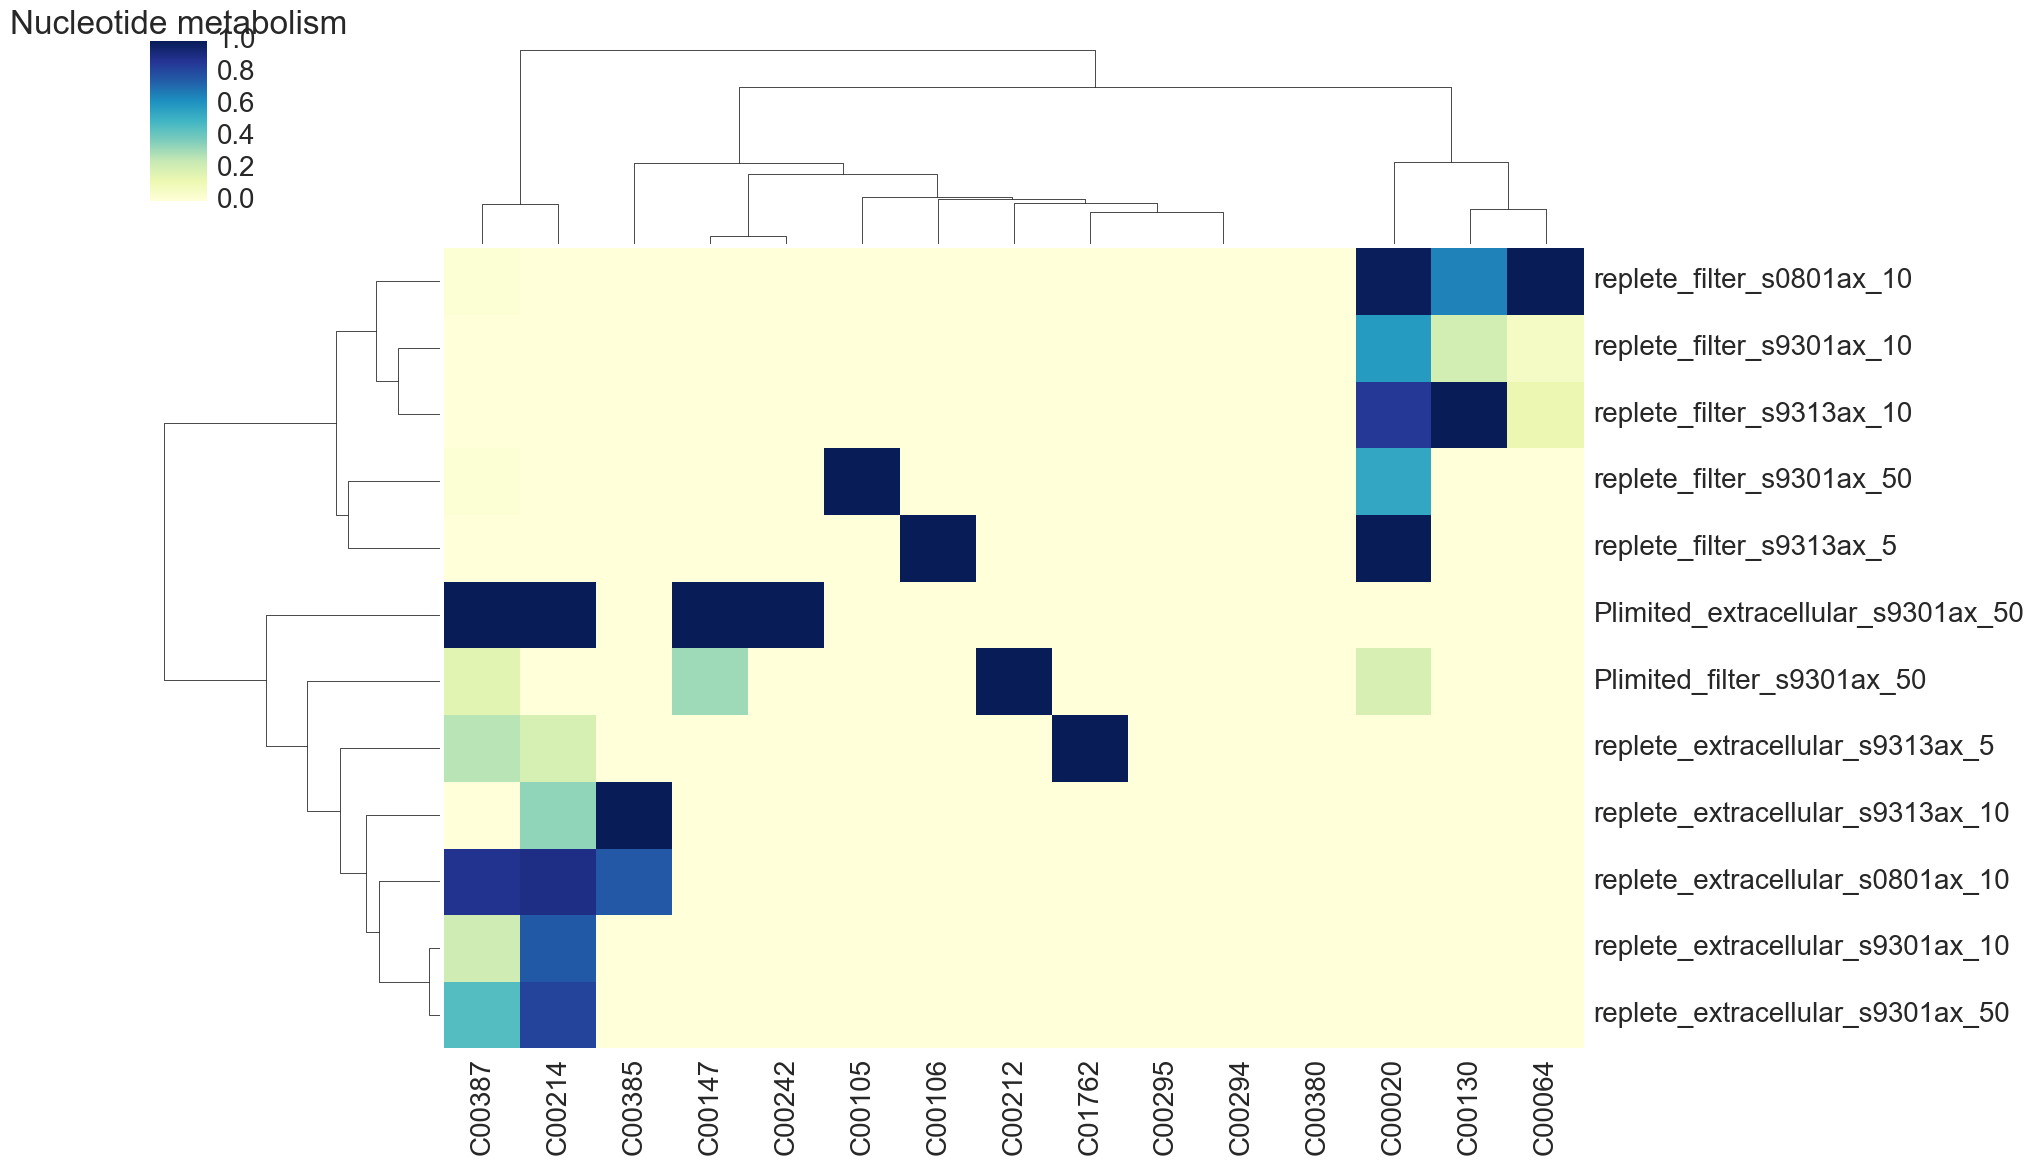 Nucleotide metabolism
1.0
0.8
0.6
0.4
0.2
0.0
replete_filter_s0801ax_10
replete_filter_s9301ax_10
replete_filter_s9313ax_10
replete_filter_s9301ax_50
replete_filter_s9313ax_5
Plimited_extracellular_s9301ax_50
Plimited_filter_s9301ax_50
replete_extracellular_s9313ax_5
replete_extracellular_s9313ax_10
replete_extracellular_s0801ax_10
replete_extracellular_s9301ax_10
replete_extracellular_s9301ax_50
C00387
C00214
C00385
C00147
C00242
C00105
C00106
C00212
C01762
C00295
C00294
C00380
C00020
C00130
C00064